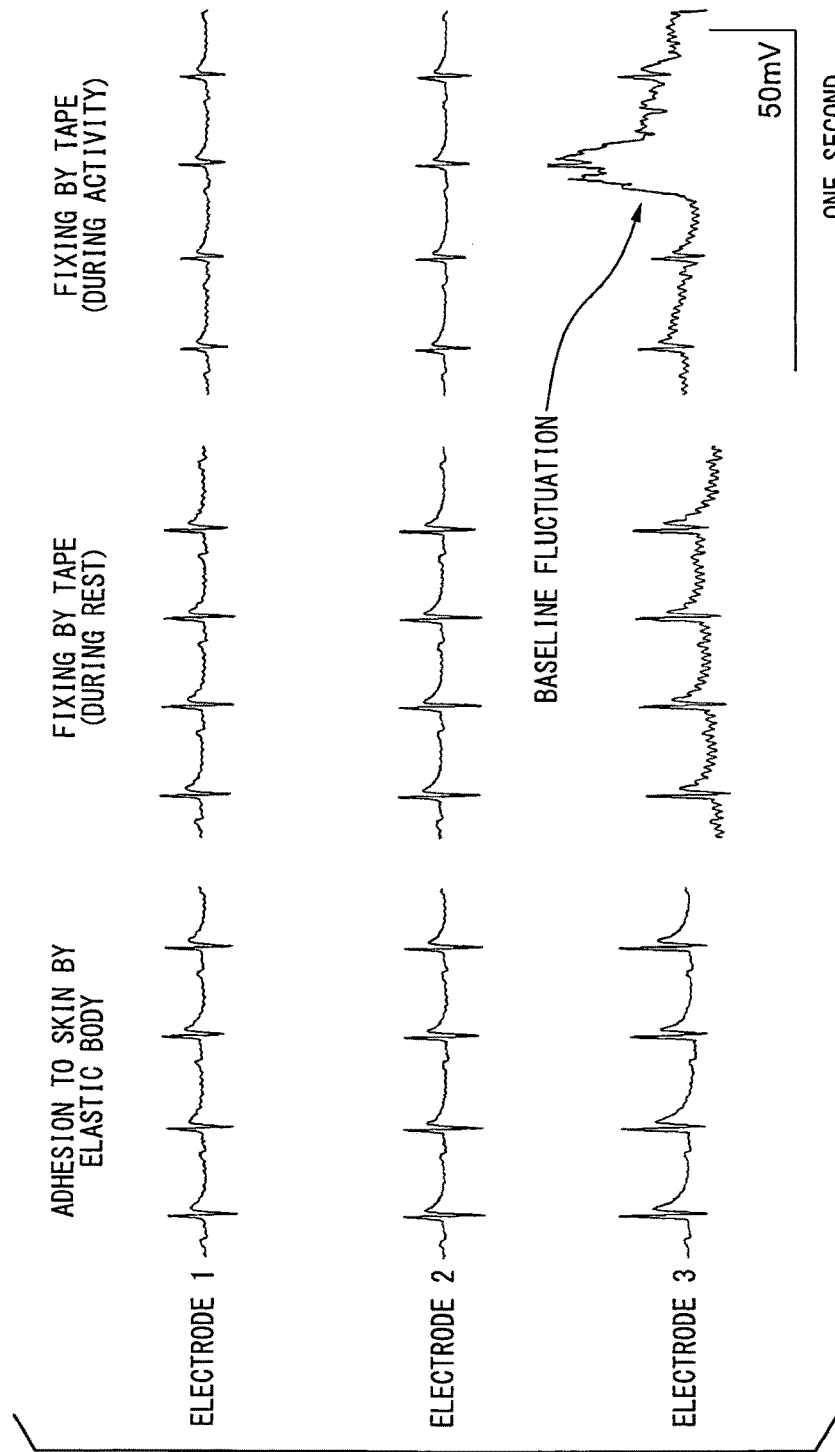 ADHESION TO SKIN BY
ELASTIC BODY
FIXING BY TAPE
(DURING REST)
FIXING BY TAPE
(DURING ACTIVITY)
ELECTRODE 1
ELECTRODE 2
ELECTRODE 3
BASELINE FLUCTUATION
50mV
ONE SECOND